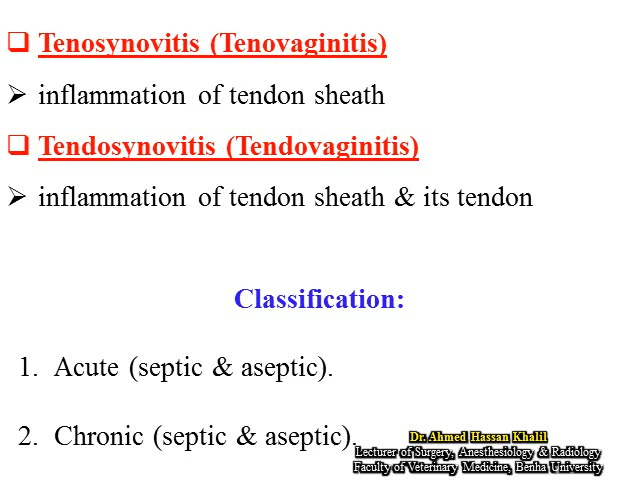 ❑ Tenosynovitis (Tenovaginitis)
➢ inflammation of tendon sheath
❑ Tendosynovitis (Tendovaginitis)
➢ inflammation of tendon sheath & its tendon
Classification:
1. Acute (septic & aseptic).
2. Chronic (septic & aseptic).
Dr. Ahmed Hassan Khalil
Lecturer of Surgery, Anesthesiology & Radiology
Faculty of Veterinary Medicine, Benha University